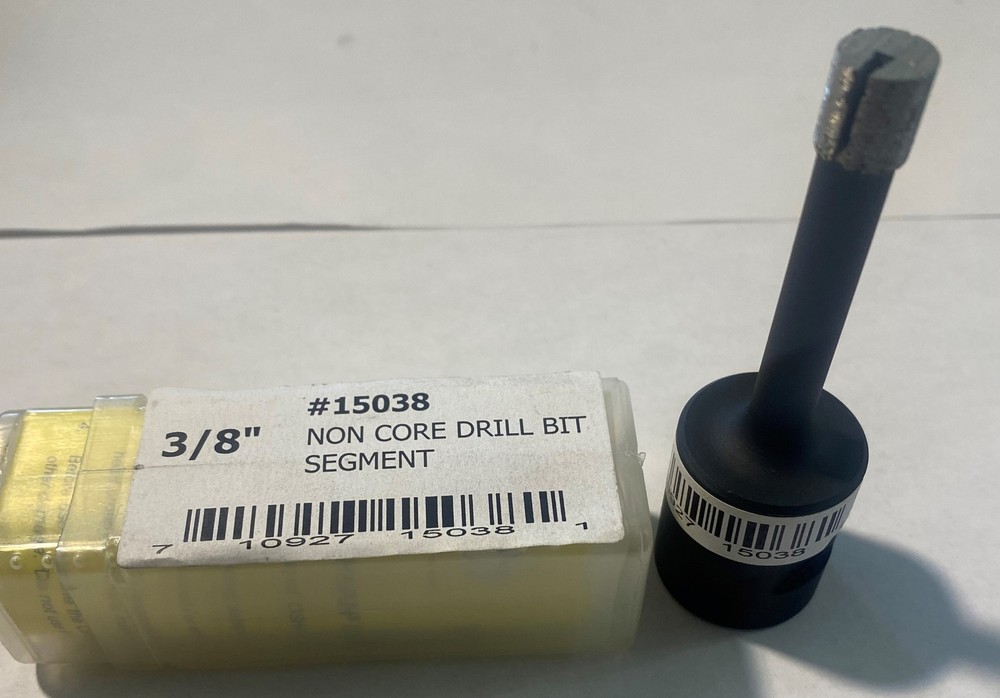 #15038
3/8"
NON CORE DRILL BIT
SEGMENT
7 10927 15038 1
15038